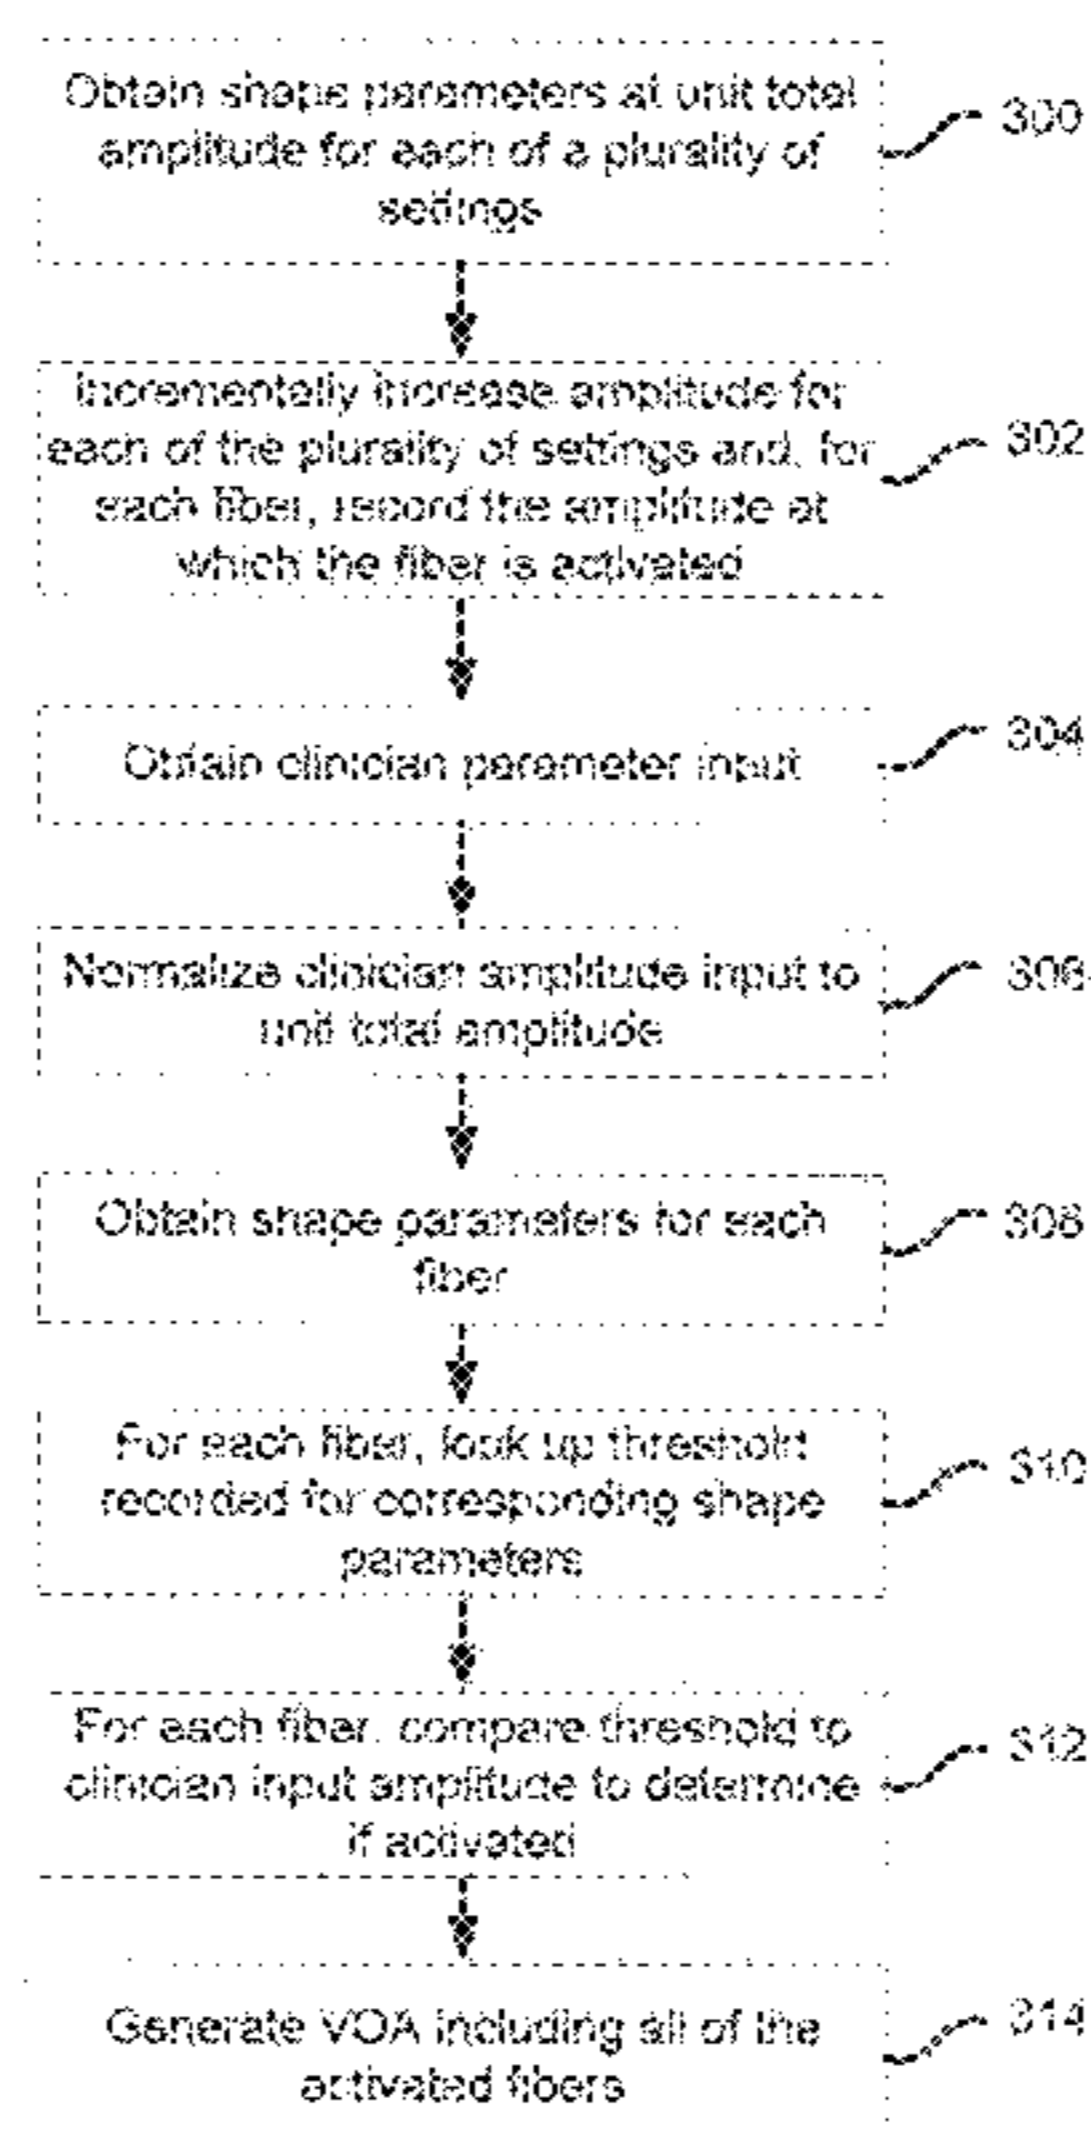 Obtain shape parameters at unit total
amplitude for each of a plurality of
settings
300
Incrementally increase amplitude for
each of the plurality of settings and, for
each fiber, record the amplitude at
which the fiber is activated
302
Obtain clinician parameter input
304
Normalize clinician amplitude input to
unit total amplitude
306
Obtain shape parameters for each
fiber
308
For each fiber, look up threshold
recorded for corresponding shape
parameters
310
For each fiber, compare threshold to
clinician input amplitude to determine
if activated
312
Generate VOA including all of the
activated fibers
314